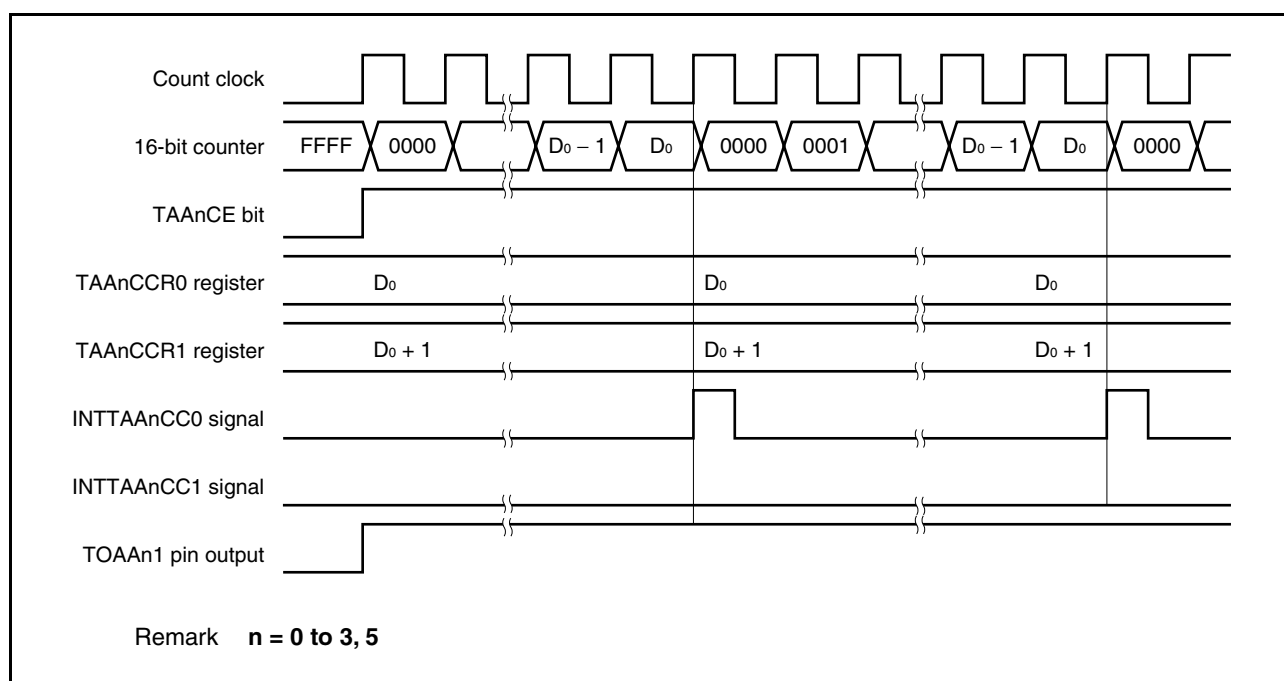 Count clock
16-bit counter FFFF 0000 D0 − 1 D0 0000 0001 D0 − 1 D0 0000
TAAnCE bit
TAAnCCR0 register D0 D0 D0
TAAnCCR1 register D0 + 1 D0 + 1 D0 + 1
INTTAAnCC0 signal
INTTAAnCC1 signal
TOAAn1 pin output
Remark n = 0 to 3, 5